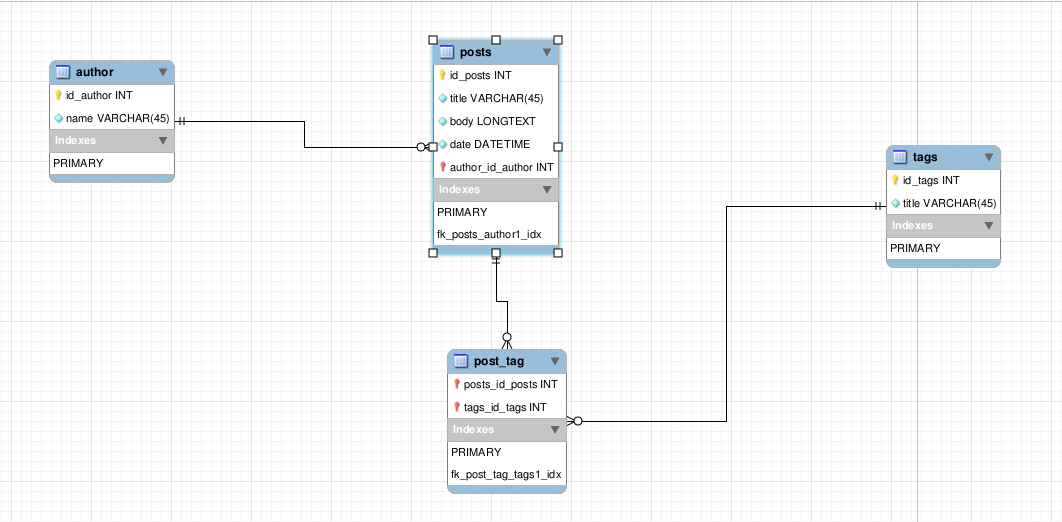 author
id_author INT
name VARCHAR(45)
Indexes
PRIMARY
posts
id_posts INT
title VARCHAR(45)
body LONGTEXT
date DATETIME
author_id_author INT
Indexes
PRIMARY
fk_posts_author1_idx
tags
id_tags INT
title VARCHAR(45)
Indexes
PRIMARY
post_tag
posts_id_posts INT
tags_id_tags INT
Indexes
PRIMARY
fk_post_tag_tags1_idx